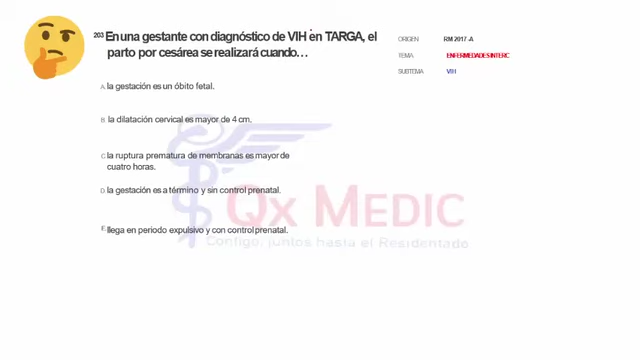 203 En una gestante con diagnóstico de VIH en TARGA, el
parto por cesárea se realizará cuando…
A. la gestación es un óbito fetal.
B. la dilatación cervical es mayor de 4 cm.
C. la ruptura prematura de membranas es mayor de
cuatro horas.
D. la gestación es a término y sin control prenatal.
E. llega en periodo expulsivo y con control prenatal.
ORIGEN RM 2017 -A
TEMA ENFERMEDADES INTERC
SUBTEMA VIH
Qx MEDIC
Contigo, juntos hasta el Residentado